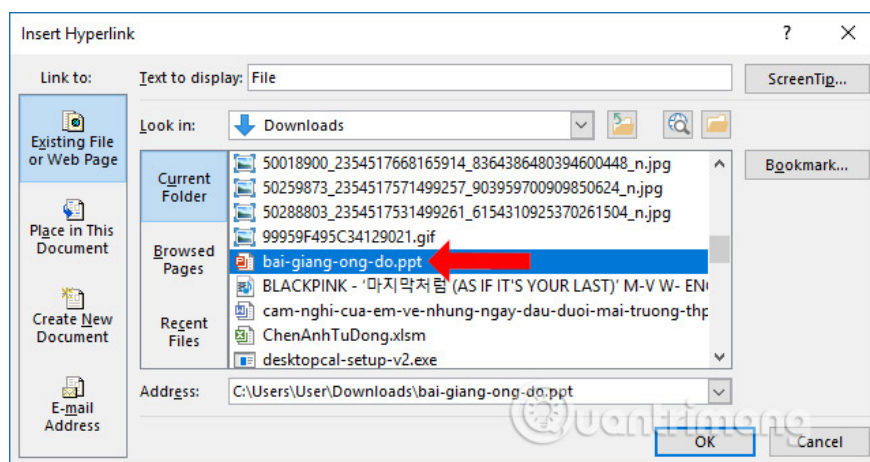 Insert Hyperlink
?
Link to:
Text to display: File
ScreenTip...
Existing File
or Web Page
Look in: Downloads
Bookmark...
Current
Folder
50018900_2354517668165914_8364386480394600448_n.jpg
50259873_2354517571499257_903959700909850624_n.jpg
50288803_2354517531499261_6154310925370261504_n.jpg
99959F495C34129021.gif
Place in This
Document
Browsed
Pages
bai-giang-ong-do.ppt
BLACKPINK - '마지막처럼 (AS IF IT'S YOUR LAST)' M-V W- EN
cam-nghi-cua-em-ve-nhung-ngay-dau-duoi-mai-truong-thp
Create New
Document
Recent
Files
ChenAnhTuDong.xlsm
desktopcal-setup-v2.exe
E-mail
Address
Address: C:\Users\User\Downloads\bai-giang-ong-do.ppt
Quantrimang
OK
Cancel